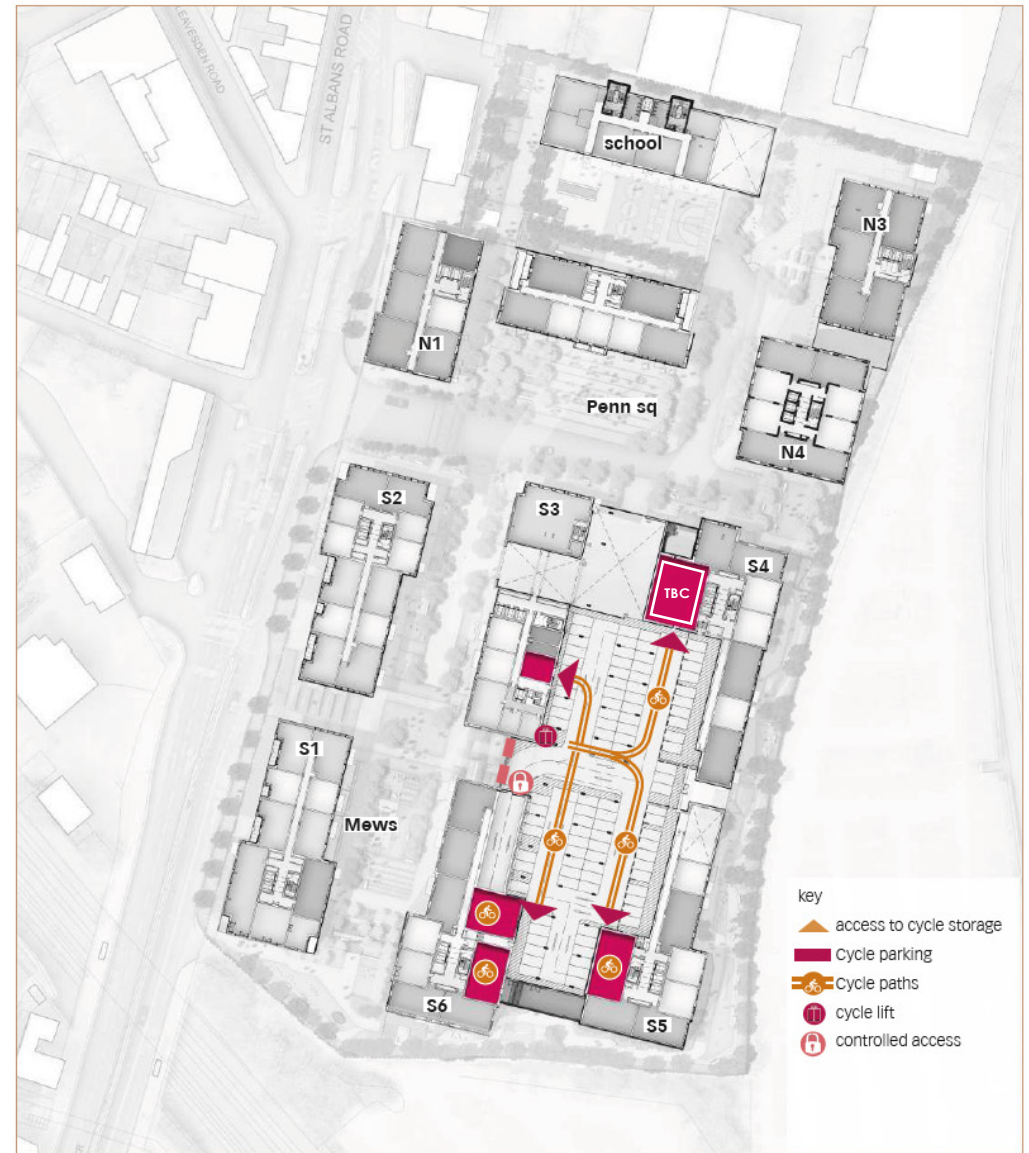 LEAVESDEN ROAD
ST ALBANS ROAD
school
N3
N1
Penn sq
N4
S2
S3
S4
TBC
S1
Mews
S6
S5
key
access to cycle storage
Cycle parking
Cycle paths
cycle lift
controlled access